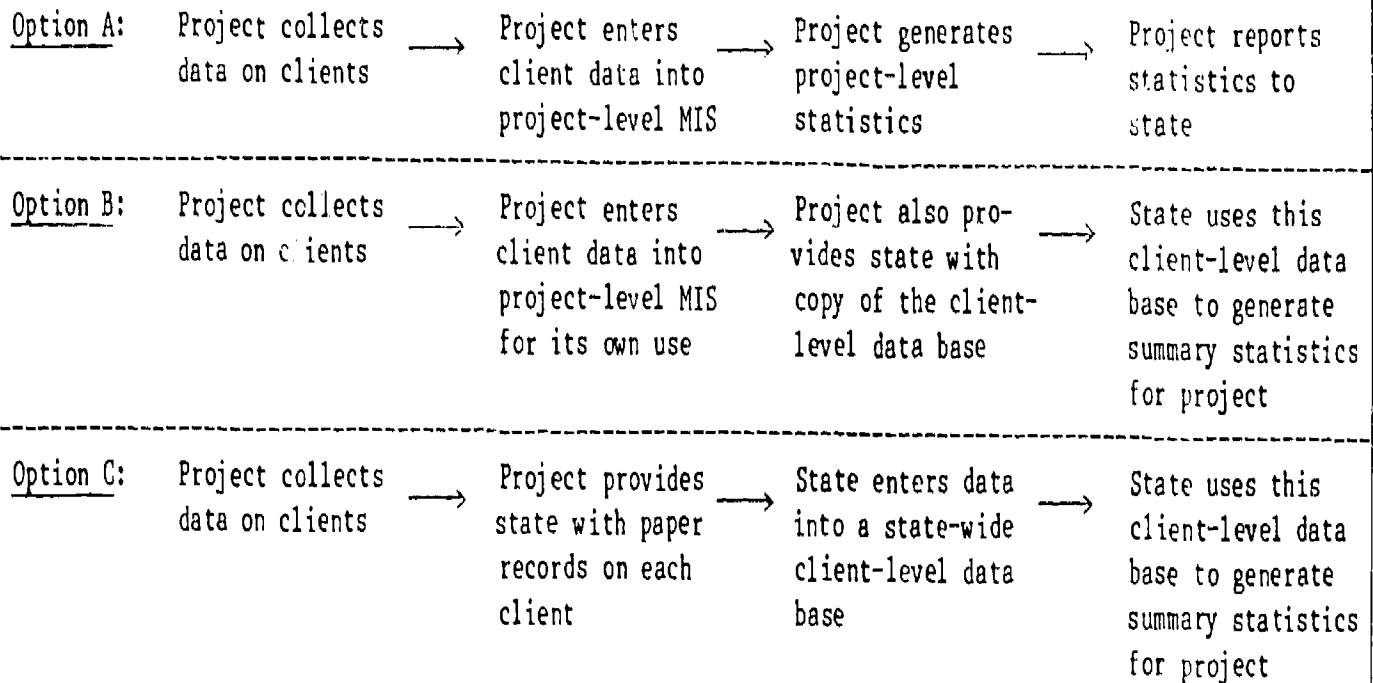 Option A:
Project collects
data on clients
→
Project enters
client data into
project-level MIS
→
Project generates
project-level
statistics
→
Project reports
statistics to
state
Option B:
Project collects
data on clients
→
Project enters
client data into
project-level MIS
for its own use
→
Project also pro-
vides state with
copy of the client-
level data base
→
State uses this
client-level data
base to generate
summary statistics
for project
Option C:
Project collects
data on clients
→
Project provides
state with paper
records on each
client
→
State enters data
into a state-wide
client-level data
base
→
State uses this
client-level data
base to generate
summary statistics
for project